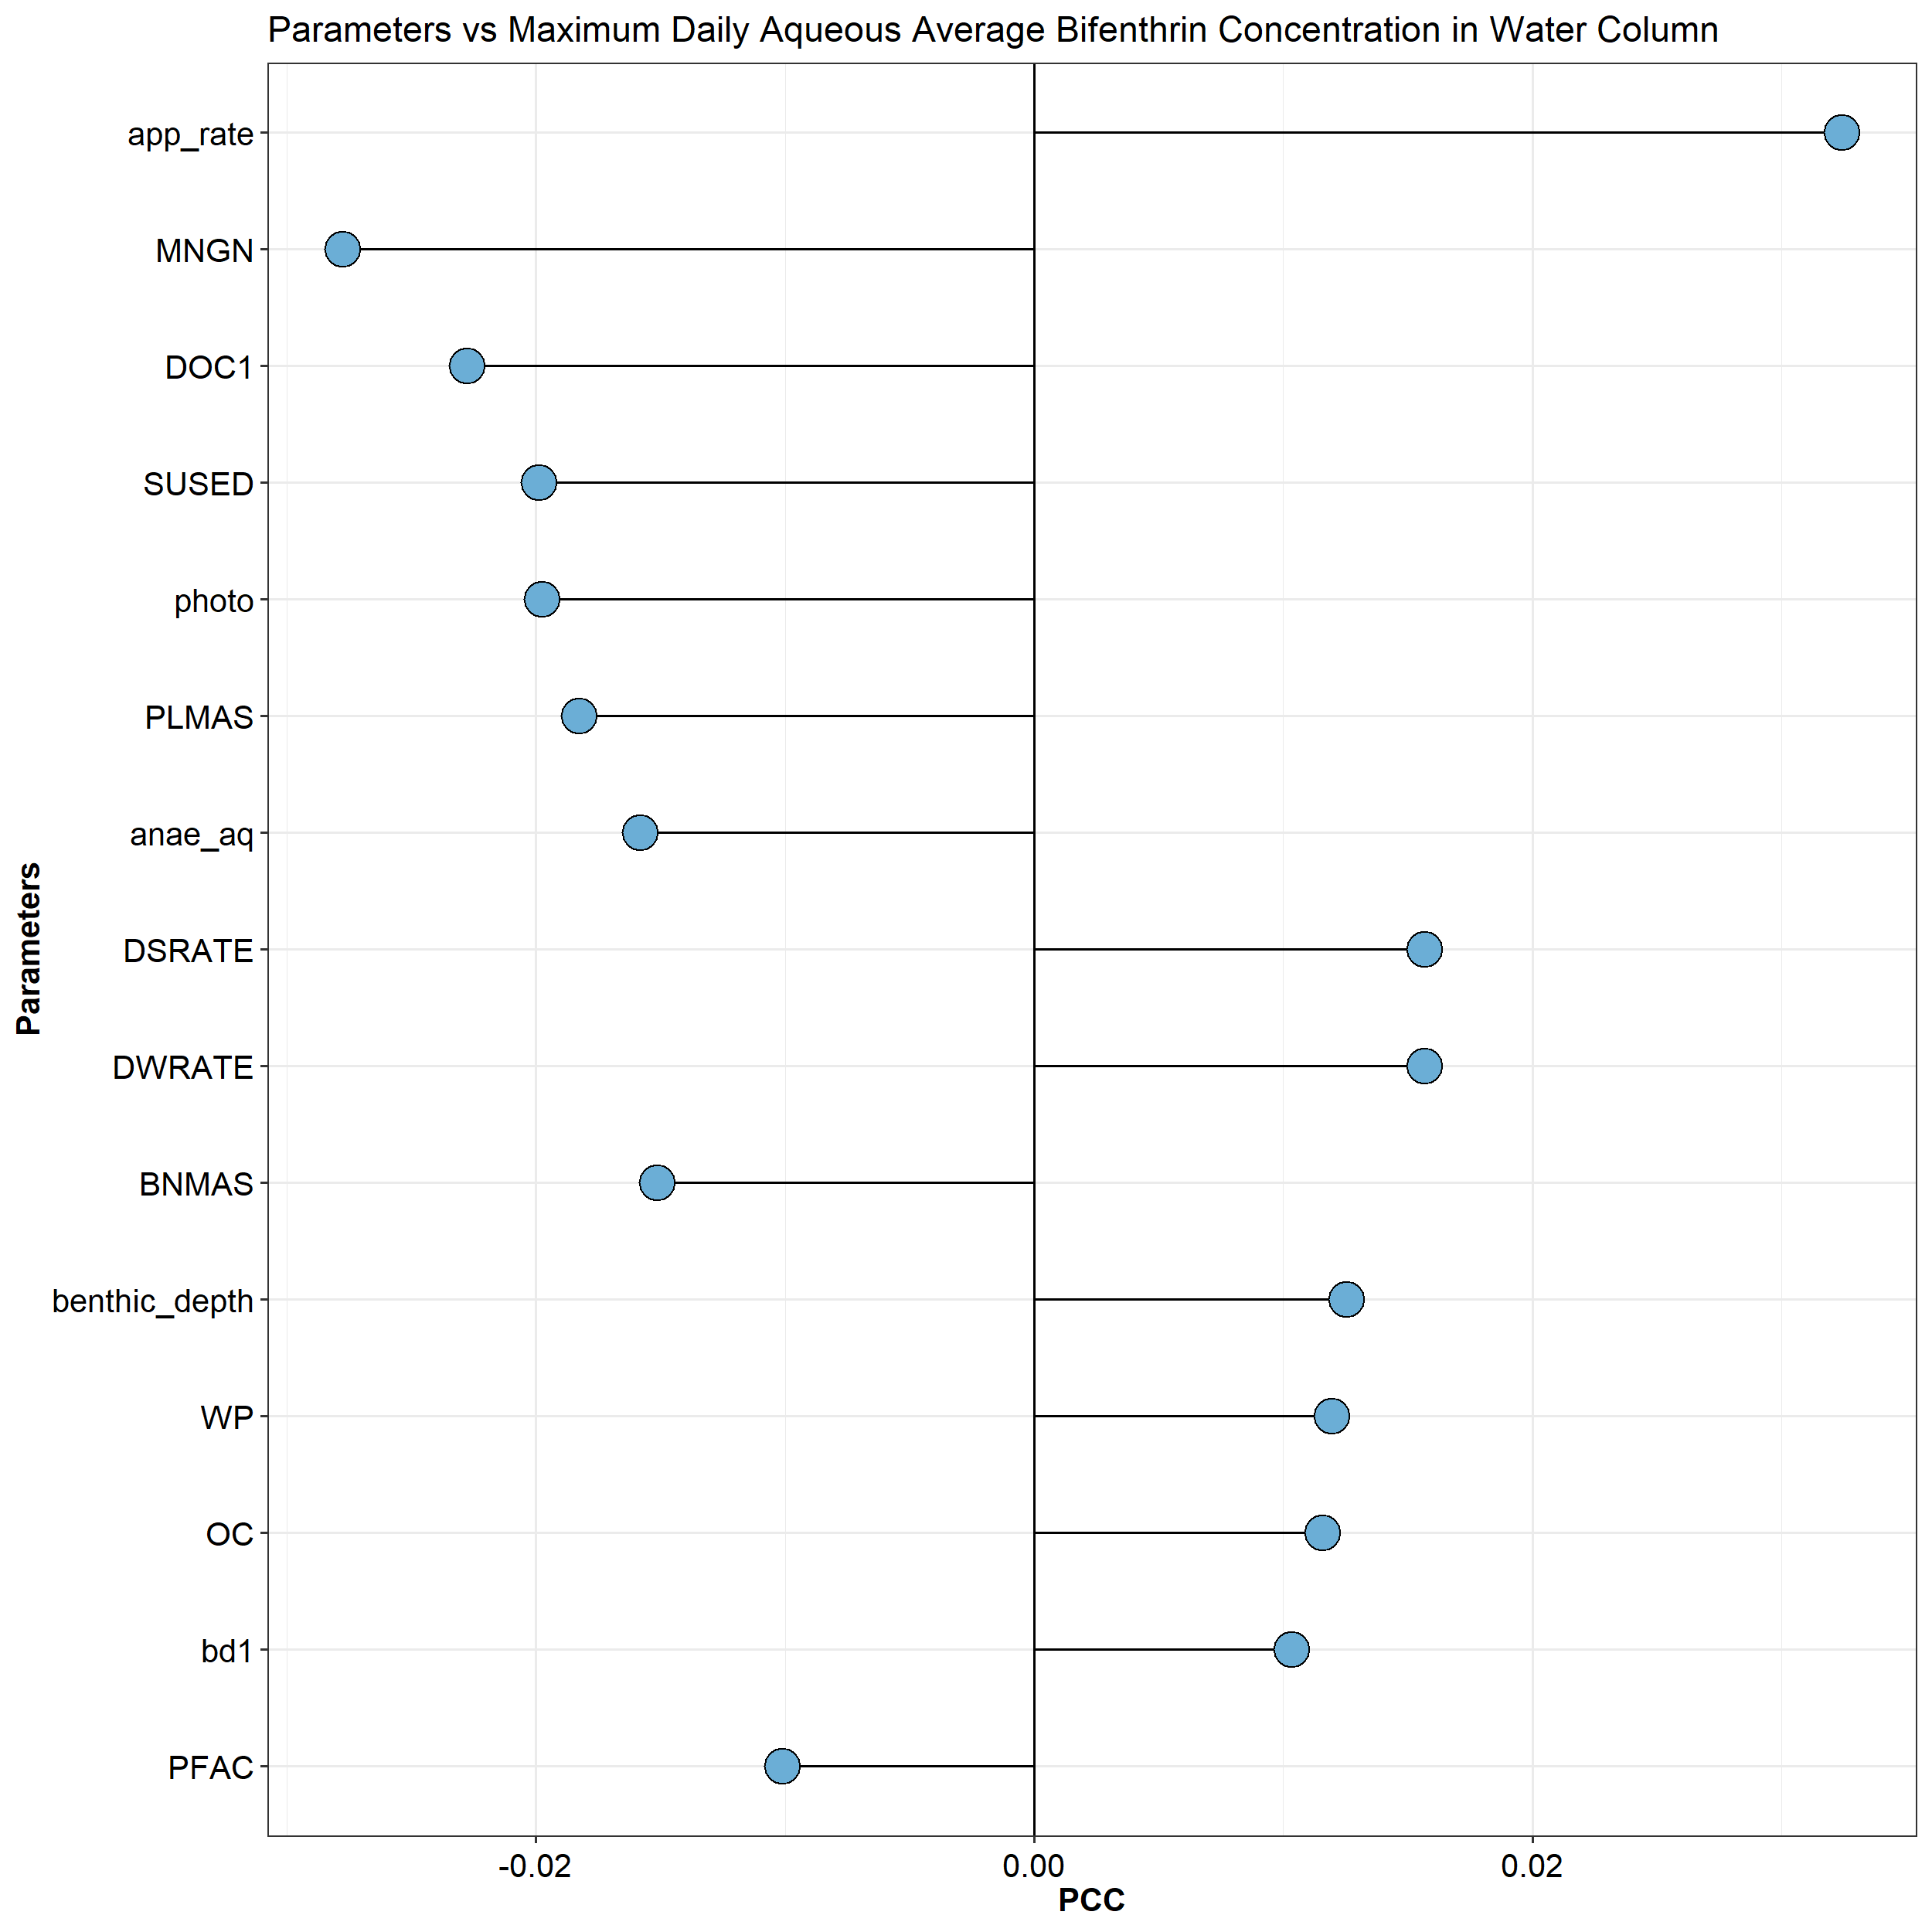 Parameters vs Maximum Daily Aqueous Average Bifenthrin Concentration in Water Column
Parameters
app_rate
MNGN
DOC1
SUSED
photo
PLMAS
anae_aq
DSRATE
DWRATE
BNMAS
benthic_depth
WP
OC
bd1
PFAC
-0.02 0.00 0.02
PCC